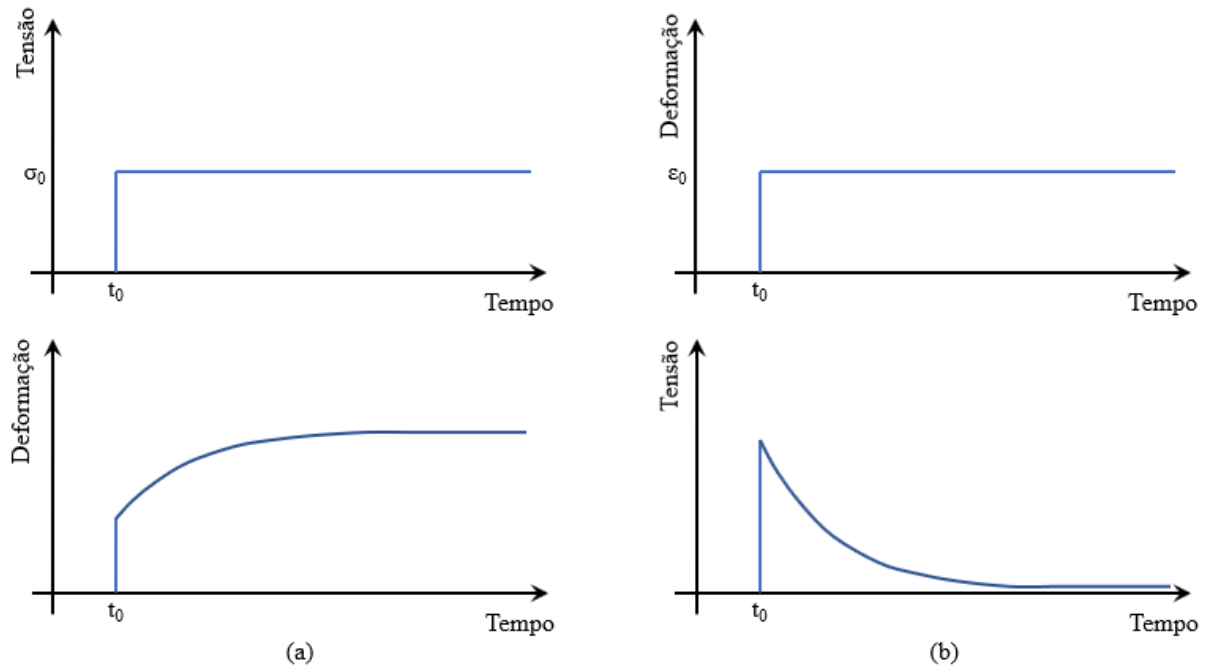 Tensão
σ0
t0
Tempo
Deformação
ε0
t0
Tempo
Deformação
t0
Tempo
(a)
Tensão
t0
Tempo
(b)